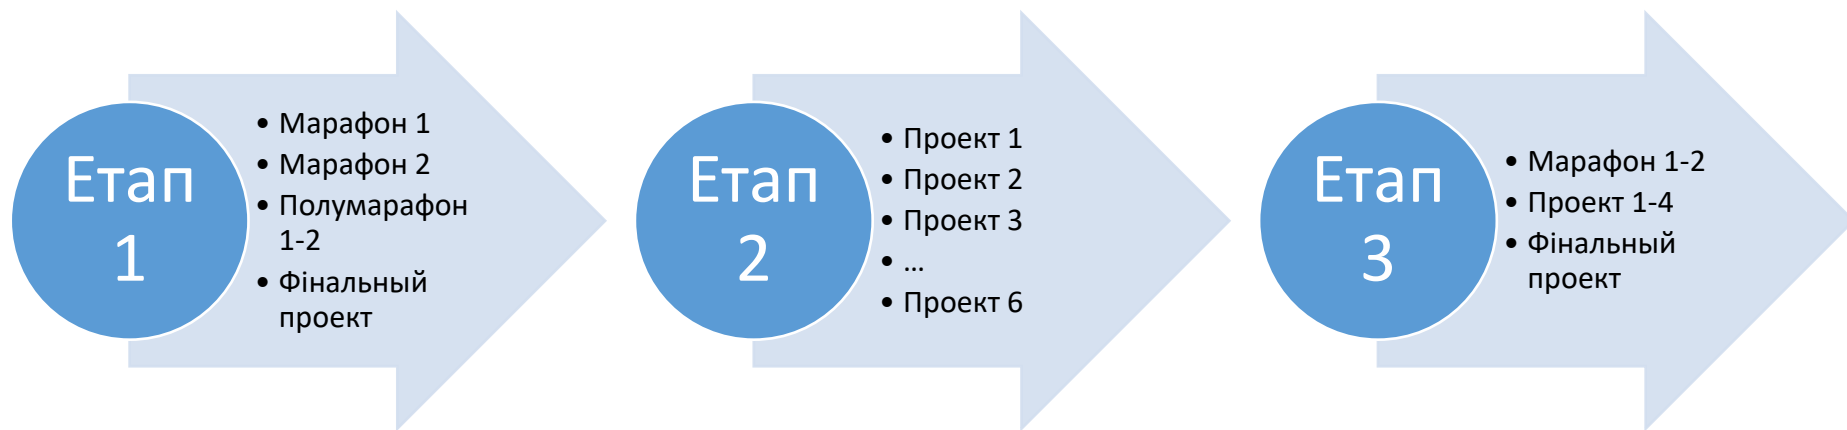 Етап
1
• Марафон 1
• Марафон 2
• Полумарафон
1-2
• Фінальный
проект
Етап
2
• Проект 1
• Проект 2
• Проект 3
• ...
• Проект 6
Етап
3
• Марафон 1-2
• Проект 1-4
• Фінальный
проект